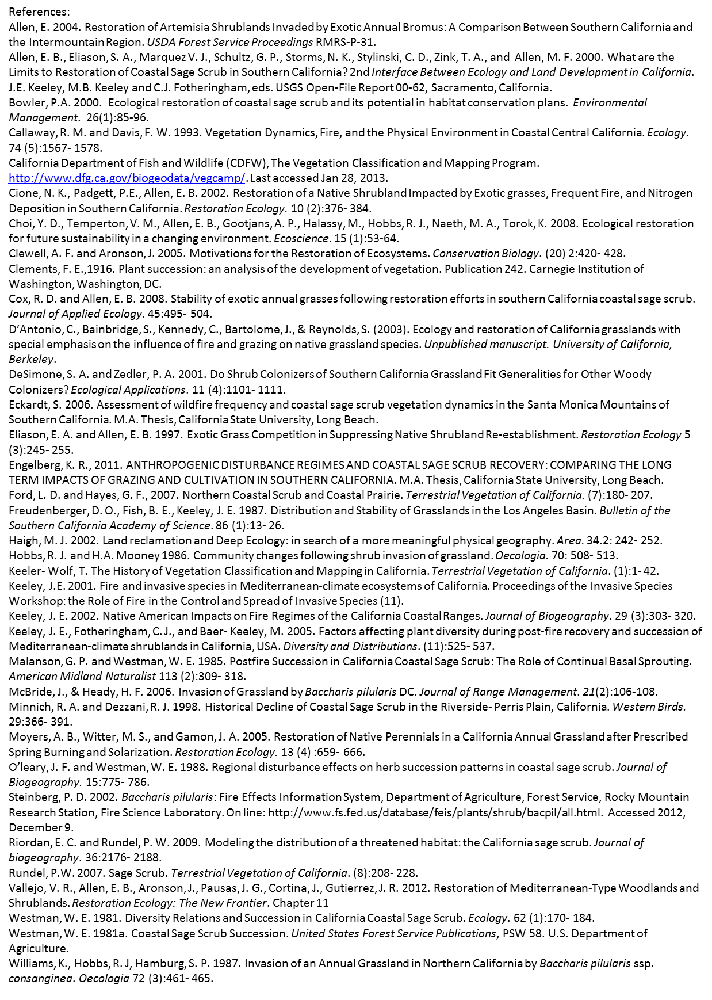 References:
Allen, E. 2004. Restoration of Artemisia Shrublands Invaded by Exotic Annual Bromus: A Comparison Between Southern California and
the Intermountain Region. USDA Forest Service Proceedings RMRS-P-31.
Allen, E. B., Eliason, S. A., Marquez V. J., Schultz, G. P., Storms, N. K., Stylinski, C. D., Zink, T. A., and Allen, M. F. 2000. What are the
Limits to Restoration of Coastal Sage Scrub in Southern California? 2nd Interface Between Ecology and Land Development in California.
J.E. Keeley, M.B. Keeley and C.J. Fotheringham, eds. USGS Open-File Report 00-62, Sacramento, California.
Bowler, P.A. 2000. Ecological restoration of coastal sage scrub and its potential in habitat conservation plans. Environmental
Management. 26(1):85-96.
Callaway, R. M. and Davis, F. W. 1993. Vegetation Dynamics, Fire, and the Physical Environment in Coastal Central California. Ecology.
74 (5):1567- 1578.
California Department of Fish and Wildlife (CDFW), The Vegetation Classification and Mapping Program.
http://www.dfg.ca.gov/biogeodata/vegcamp/. Last accessed Jan 28, 2013.
Cione, N. K., Padgett, P.E., Allen, E. B. 2002. Restoration of a Native Shrubland Impacted by Exotic grasses, Frequent Fire, and Nitrogen
Deposition in Southern California. Restoration Ecology. 10 (2):376- 384.
Choi, Y. D., Temperton, V. M., Allen, E. B., Gootjans, A. P., Halassy, M., Hobbs, R. J., Naeth, M. A., Torok, K. 2008. Ecological restoration
for future sustainability in a changing environment. Ecoscience. 15 (1):53-64.
Clewell, A. F. and Aronson, J. 2005. Motivations for the Restoration of Ecosystems. Conservation Biology. (20) 2:420- 428.
Clements, F. E.,1916. Plant succession: an analysis of the development of vegetation. Publication 242. Carnegie Institution of
Washington, Washington, DC.
Cox, R. D. and Allen, E. B. 2008. Stability of exotic annual grasses following restoration efforts in southern California coastal sage scrub.
Journal of Applied Ecology. 45:495- 504.
D'Antonio, C., Bainbridge, S., Kennedy, C., Bartolome, J., & Reynolds, S. (2003). Ecology and restoration of California grasslands with
special emphasis on the influence of fire and grazing on native grassland species. Unpublished manuscript. University of California,
Berkeley.
DeSimone, S. A. and Zedler, P. A. 2001. Do Shrub Colonizers of Southern California Grassland Fit Generalities for Other Woody
Colonizers? Ecological Applications. 11 (4):1101- 1111.
Eckardt, S. 2006. Assessment of wildfire frequency and coastal sage scrub vegetation dynamics in the Santa Monica Mountains of
Southern California. M.A. Thesis, California State University, Long Beach.
Eliason, E. A. and Allen, E. B. 1997. Exotic Grass Competition in Suppressing Native Shrubland Re-establishment. Restoration Ecology 5
(3):245- 255.
Engelberg, K. R., 2011. ANTHROPOGENIC DISTURBANCE REGIMES AND COASTAL SAGE SCRUB RECOVERY: COMPARING THE LONG
TERM IMPACTS OF GRAZING AND CULTIVATION IN SOUTHERN CALIFORNIA. M.A. Thesis, California State University, Long Beach.
Ford, L. D. and Hayes, G. F., 2007. Northern Coastal Scrub and Coastal Prairie. Terrestrial Vegetation of California. (7):180- 207.
Freudenberger, D. O., Fish, B. E., Keeley, J. E. 1987. Distribution and Stability of Grasslands in the Los Angeles Basin. Bulletin of the
Southern California Academy of Science. 86 (1):13- 26.
Haigh, M. J. 2002. Land reclamation and Deep Ecology: in search of a more meaningful physical geography. Area. 34.2: 242- 252.
Hobbs, R. J. and H.A. Mooney 1986. Community changes following shrub invasion of grassland. Oecologia. 70: 508- 513.
Keeler- Wolf, T. The History of Vegetation Classification and Mapping in California. Terrestrial Vegetation of California. (1):1- 42.
Keeley, J.E. 2001. Fire and invasive species in Mediterranean-climate ecosystems of California. Proceedings of the Invasive Species
Workshop: the Role of Fire in the Control and Spread of Invasive Species (11).
Keeley, J. E. 2002. Native American Impacts on Fire Regimes of the California Coastal Ranges. Journal of Biogeography. 29 (3):303- 320.
Keeley, J. E., Fotheringham, C. J., and Baer- Keeley, M. 2005. Factors affecting plant diversity during post-fire recovery and succession of
Mediterranean-climate shrublands in California, USA. Diversity and Distributions. (11):525- 537.
Malanson, G. P. and Westman, W. E. 1985. Postfire Succession in California Coastal Sage Scrub: The Role of Continual Basal Sprouting.
American Midland Naturalist 113 (2):309- 318.
McBride, J., & Heady, H. F. 2006. Invasion of Grassland by Baccharis pilularis DC. Journal of Range Management. 21(2):106-108.
Minnich, R. A. and Dezzani, R. J. 1998. Historical Decline of Coastal Sage Scrub in the Riverside- Perris Plain, California. Western Birds.
29:366- 391.
Moyers, A. B., Witter, M. S., and Gamon, J. A. 2005. Restoration of Native Perennials in a California Annual Grassland after Prescribed
Spring Burning and Solarization. Restoration Ecology. 13 (4) :659- 666.
O'leary, J. F. and Westman, W. E. 1988. Regional disturbance effects on herb succession patterns in coastal sage scrub. Journal of
Biogeography. 15:775- 786.
Steinberg, P. D. 2002. Baccharis pilularis: Fire Effects Information System, Department of Agriculture, Forest Service, Rocky Mountain
Research Station, Fire Science Laboratory. On line: http://www.fs.fed.us/database/feis/plants/shrub/bacpil/all.html. Accessed 2012,
December 9.
Riordan, E. C. and Rundel, P. W. 2009. Modeling the distribution of a threatened habitat: the California sage scrub. Journal of
biogeography. 36:2176- 2188.
Rundel, P.W. 2007. Sage Scrub. Terrestrial Vegetation of California. (8):208- 228.
Vallejo, V. R., Allen, E. B., Aronson, J., Pausas, J. G., Cortina, J., Gutierrez, J. R. 2012. Restoration of Mediterranean-Type Woodlands and
Shrublands. Restoration Ecology: The New Frontier. Chapter 11
Westman, W. E. 1981. Diversity Relations and Succession in California Coastal Sage Scrub. Ecology. 62 (1):170- 184.
Westman, W. E. 1981a. Coastal Sage Scrub Succession. United States Forest Service Publications, PSW 58. U.S. Department of
Agriculture.
Williams, K., Hobbs, R. J, Hamburg, S. P. 1987. Invasion of an Annual Grassland in Northern California by Baccharis pilularis ssp.
consanginea. Oecologia 72 (3):461- 465.